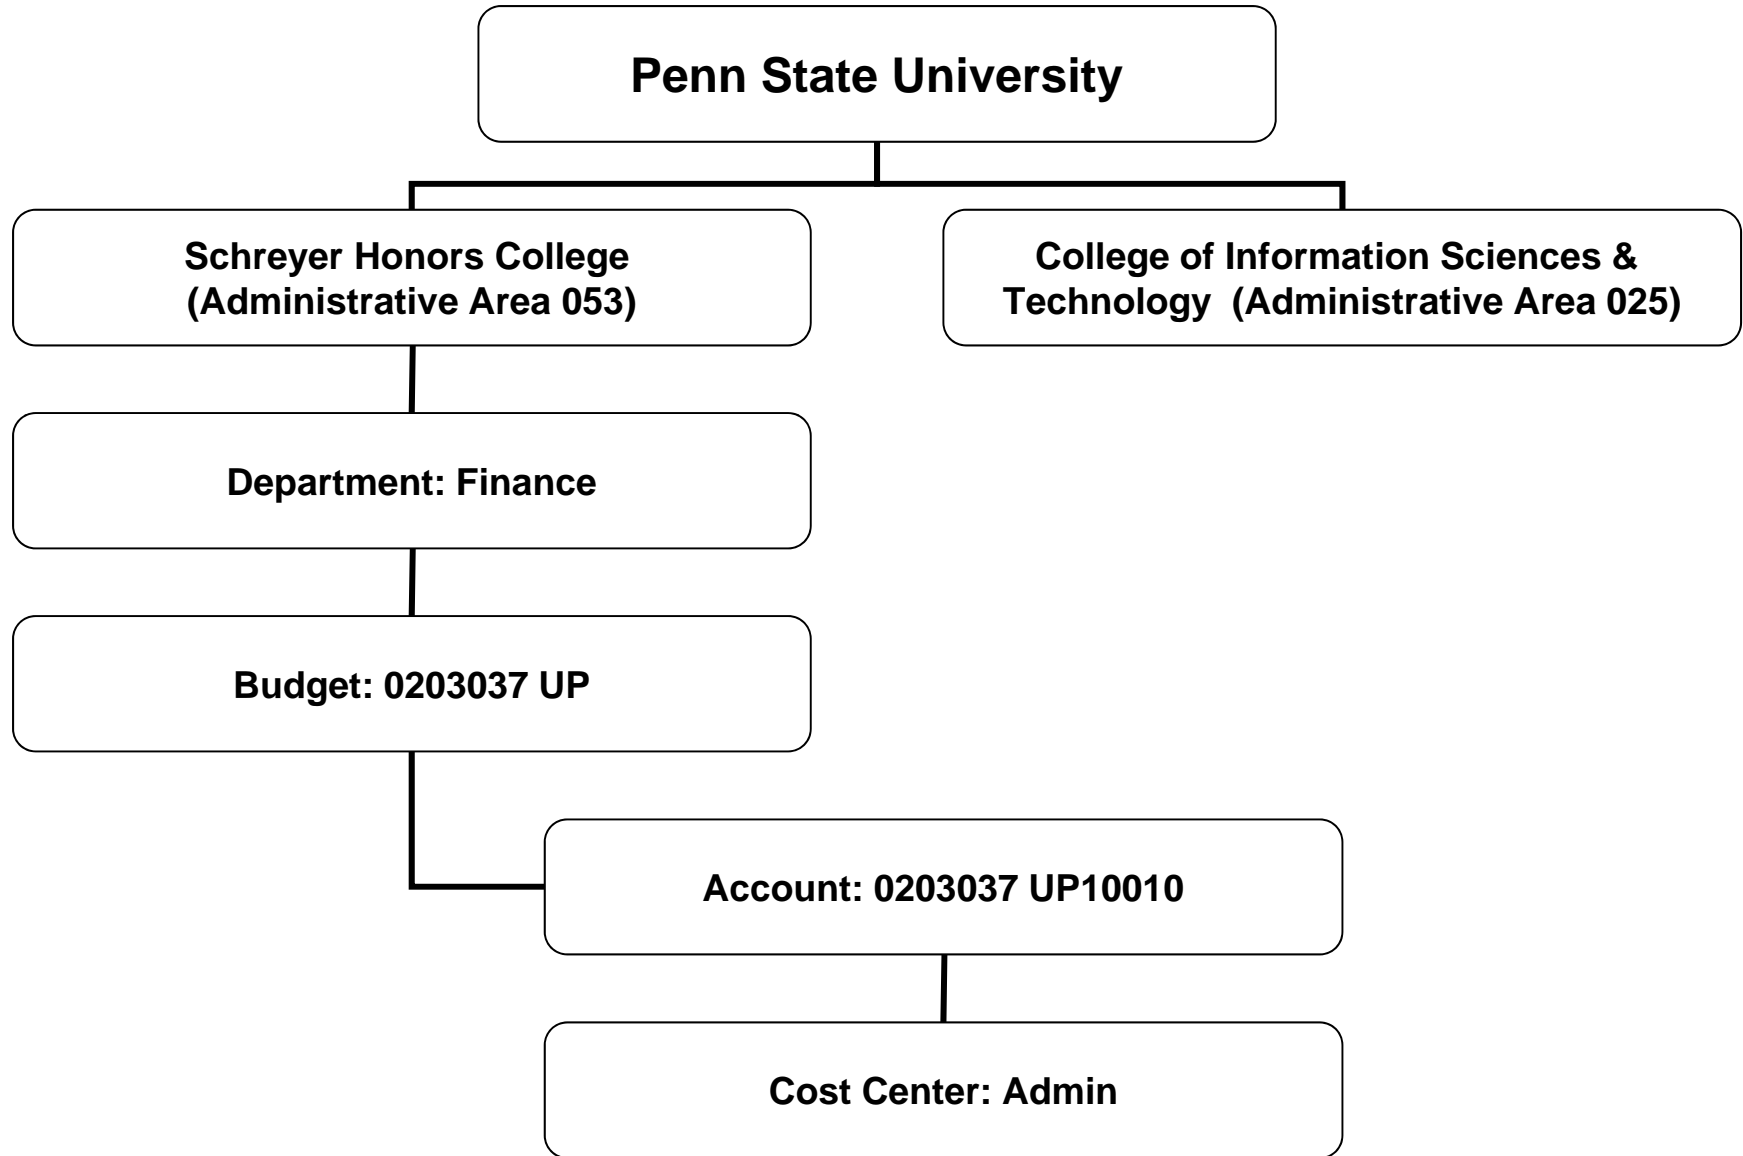 Penn State University
Schreyer Honors College
(Administrative Area 053)
College of Information Sciences &
Technology  (Administrative Area 025)
Department: Finance
Budget: 0203037 UP
Account: 0203037 UP10010
Cost Center: Admin